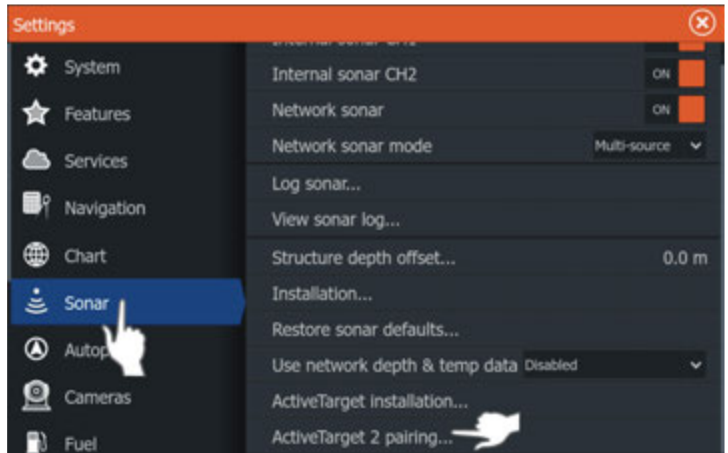 Settings
System
Features
Services
Navigation
Chart
Sonar
Cameras
Fuel
Internal sonar CH2 ON
Network sonar ON
Network sonar mode Multi-source
Log sonar...
View sonar log...
Structure depth offset... 0.0 m
Installation...
Restore sonar defaults...
Use network depth & temp data Disabled
ActiveTarget installation...
ActiveTarget 2 pairing...